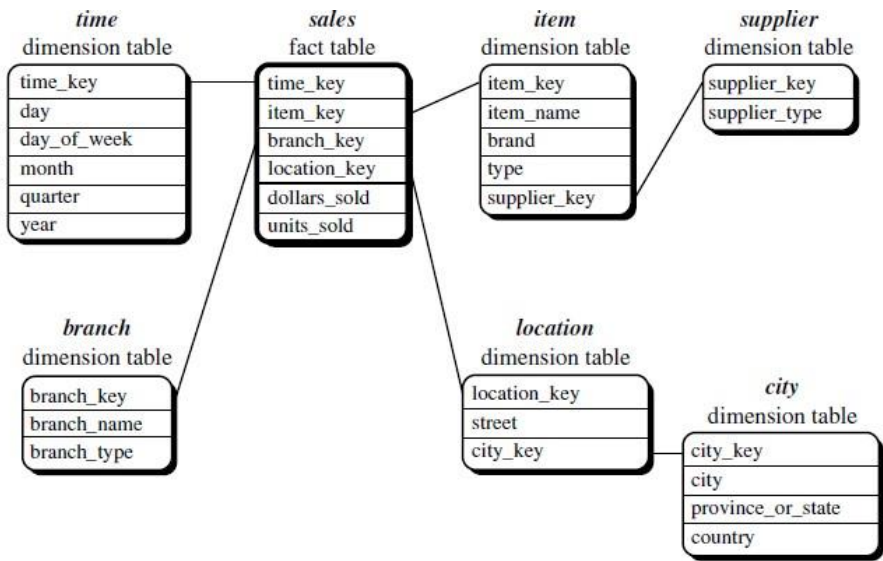 time
dimension table
time_key
day
day_of_week
month
quarter
year
sales
fact table
time_key
item_key
branch_key
location_key
dollars_sold
units_sold
item
dimension table
item_key
item_name
brand
type
supplier_key
supplier
dimension table
supplier_key
supplier_type
branch
dimension table
branch_key
branch_name
branch_type
location
dimension table
location_key
street
city_key
city
dimension table
city_key
city
province_or_state
country